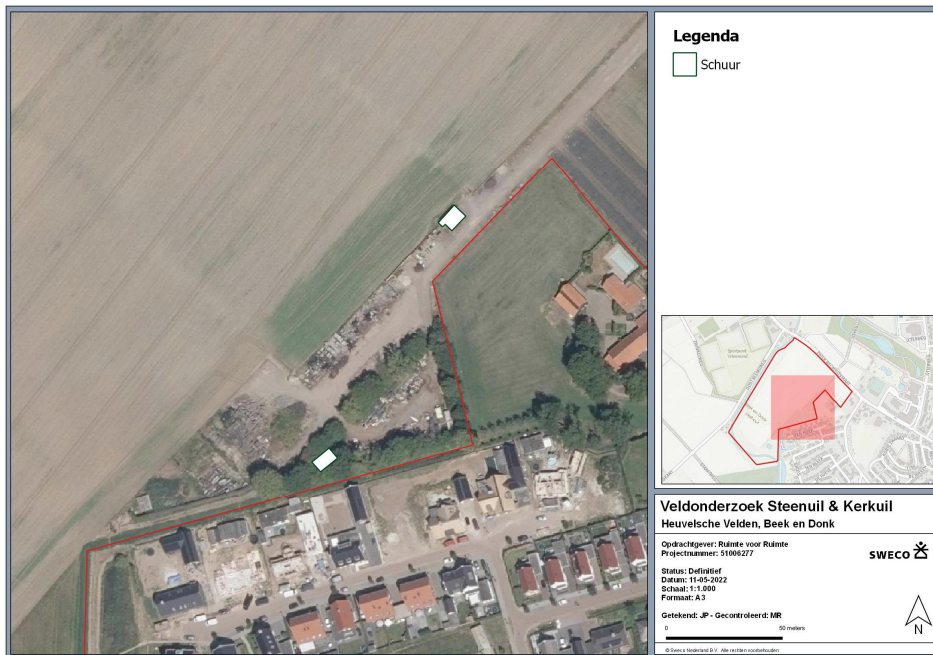 Legenda
Schuur
Veldonderzoek Steenuil & Kerkuil
Heuvelsche Velden, Beek en Donk
Opdrachtgever: Ruimte voor Ruimte
Projectnummer: 51006277
SWECO
Status: Definitief
Datum: 11-05-2022
Schaal: 1:1.000
Formaat: A3
Getekend: JP - Gecontroleerd: MR
0 50 meters
N
© Sweco Nederland B.V. Alle rechten voorbehouden